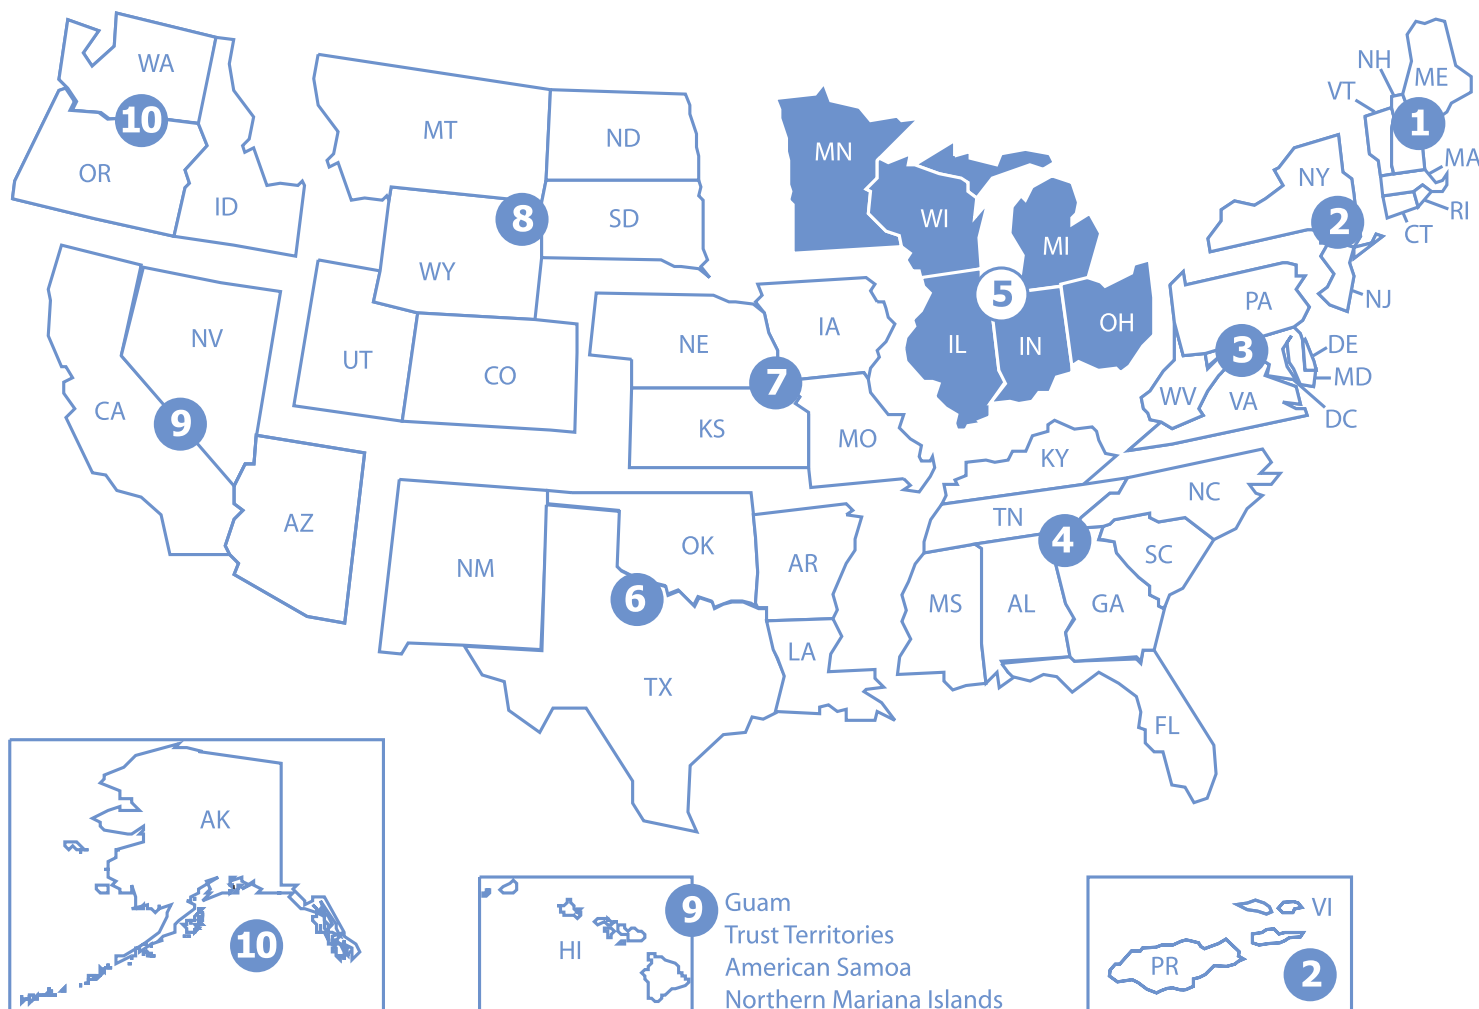 WA
10
OR
ID
MT
ND
8
SD
WY
MN
WI
MI
5
IL
IN
OH
NH
VT
ME
1
MA
NY
2
RI
CT
NJ
PA
3
DE
MD
WV
VA
DC
CA
NV
9
UT
CO
AZ
NE
IA
7
KS
MO
KY
TN
NC
4
SC
NM
OK
AR
6
MS
AL
GA
LA
TX
FL
AK
10
HI
9
Guam
Trust Territories
American Samoa
Northern Mariana Islands
VI
PR
2